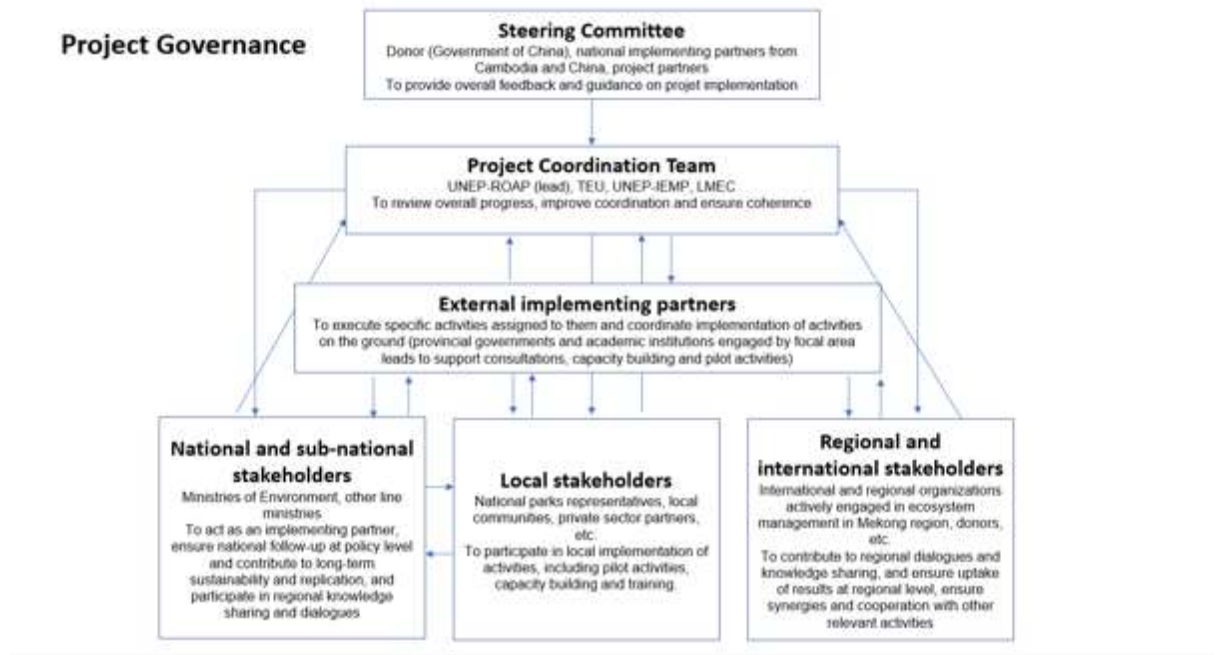 Project Governance
Steering Committee
Donor (Government of China), national implementing partners from
Cambodia and China, project partners
To provide overall feedback and guidance on projet implementation
Project Coordination Team
UNEP-ROAP (lead), TEU, UNEP-IEMP, LMEC
To review overall progress, improve coordination and ensure coherence
External implementing partners
To execute specific activities assigned to them and coordinate implementation of activities
on the ground (provincial governments and academic institutions engaged by focal area
leads to support consultations, capacity building and pilot activities)
National and sub-national
stakeholders
Ministries of Environment, other line
ministries
To act as an implementing partner,
ensure national follow-up at policy level
and contribute to long-term
sustainability and replication, and
participate in regional knowledge
sharing and dialogues
Local stakeholders
National parks representatives, local
communities, private sector partners,
etc.
To participate in local implementation of
activities, including pilot activities,
capacity building and training.
Regional and
international stakeholders
International and regional organizations
actively engaged in ecosystem
management in Mekong region, donors,
etc.
To contribute to regional dialogues and
knowledge sharing, and ensure uptake
of results at regional level, ensure
synergies and cooperation with other
relevant activities